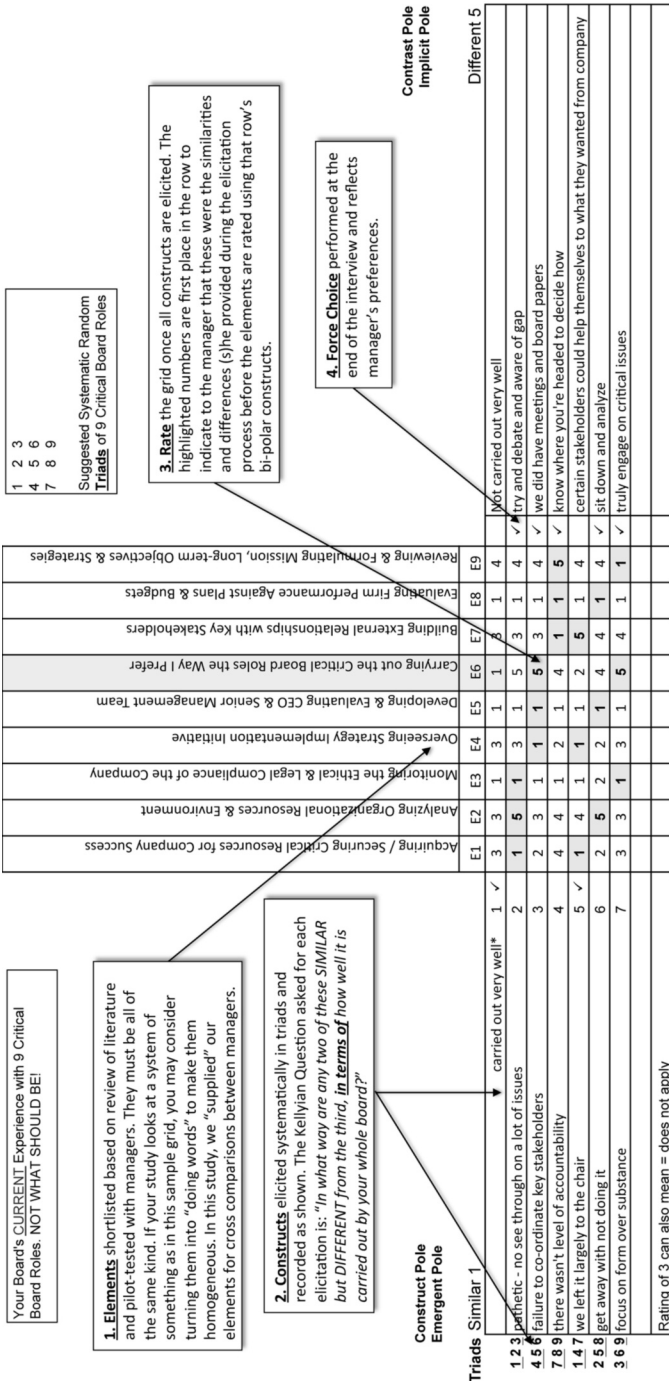 Your Board's CURRENT Experience with 9 Critical
Board Roles. NOT WHAT SHOULD BE!
1 2 3
4 5 6
7 8 9
Suggested Systematic Random
Triads of 9 Critical Board Roles
1. Elements shortlisted based on review of literature
and pilot-tested with managers. They must be all of
the same kind. If your study looks at a system of
something as in this sample grid, you may consider
turning them into "doing words" to make them
homogeneous. In this study, we "supplied" our
elements for cross comparisons between managers.
2. Constructs elicited systematically in triads and
recorded as shown. The Kellyian Question asked for each
elicitation is: "In what way are any two of these SIMILAR
but DIFFERENT from the third, in terms of how well it is
carried out by your whole board?"
Acquiring / Securing Critical Resources for Company Success
Analyzing Organizational Resources & Environment
Monitoring the Ethical & Legal Compliance of the Company
Overseeing Strategy Implementation Initiative
Developing & Evaluating CEO & Senior Management Team
Carrying out the Critical Board Roles the Way I Prefer
Building External Relationships with Key Stakeholders
Evaluating Firm Performance Against Plans & Budgets
Reviewing & Formulating Mission, Long-term Objectives & Strategies
3. Rate the grid once all constructs are elicited. The
highlighted numbers are first place in the row to
indicate to the manager that these were the similarities
and differences (s)he provided during the elicitation
process before the elements are rated using that row's
bi-polar constructs.
4. Force Choice performed at the
end of the interview and reflects
manager's preferences.
Construct Pole
Emergent Pole
Contrast Pole
Implicit Pole
Triads Similar 1 E1 E2 E3 E4 E5 E6 E7 E8 E9 Different 5
carried out very well* 1 ✓ 3 3 1 3 1 1 3 1 4 Not carried out very well
1 2 3 pathetic - no see through on a lot of issues 2 1 5 1 3 1 5 3 1 4 ✓ try and debate and aware of gap
4 5 6 failure to co-ordinate key stakeholders 3 2 3 1 1 1 5 3 1 4 ✓ we did have meetings and board papers
7 8 9 there wasn't level of accountability 4 4 4 1 2 1 4 1 1 5 ✓ know where you're headed to decide how
1 4 7 we left it largely to the chair 5 ✓ 1 4 1 1 1 2 5 1 4 certain stakeholders could help themselves to what they wanted from company
2 5 8 get away with not doing it 6 2 5 2 2 1 4 4 1 4 ✓ sit down and analyze
3 6 9 focus on form over substance 7 3 3 1 3 1 5 4 1 1 ✓ truly engage on critical issues
Rating of 3 can also mean = does not apply